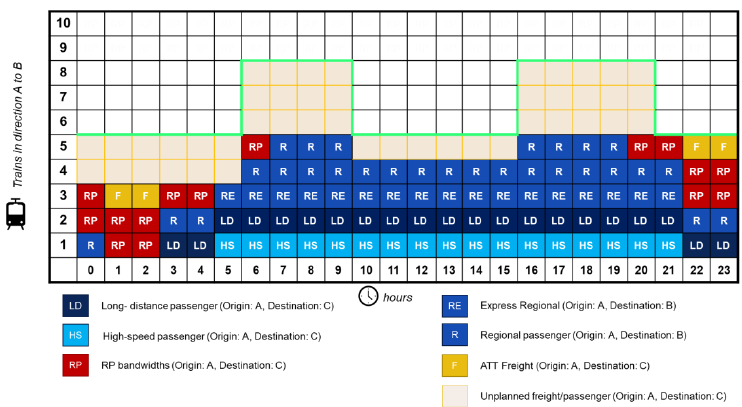 Trains in direction A to B
10
9
8
7
6
5 RP R R R R R R R RP RP F F
4 R R R R R R R R R R R R R R R R RP RP
3 RP F F RP RP RE RE RE RE RE RE RE RE RE RE RE RE RE RE RE RE RE RP RP
2 RP RP RP R R LD LD LD LD LD LD LD LD LD LD LD LD LD LD LD LD LD R R
1 R RP RP LD LD HS HS HS HS HS HS HS HS HS HS HS HS HS HS HS HS HS LD LD
0 1 2 3 4 5 6 7 8 9 10 11 12 13 14 15 16 17 18 19 20 21 22 23
hours
LD Long- distance passenger (Origin: A, Destination: C)
HS High-speed passenger (Origin: A, Destination: C)
RP RP bandwidths (Origin: A, Destination: C)
RE Express Regional (Origin: A, Destination: B)
R Regional passenger (Origin: A, Destination: B)
F ATT Freight (Origin: A, Destination: C)
Unplanned freight/passenger (Origin: A, Destination: C)